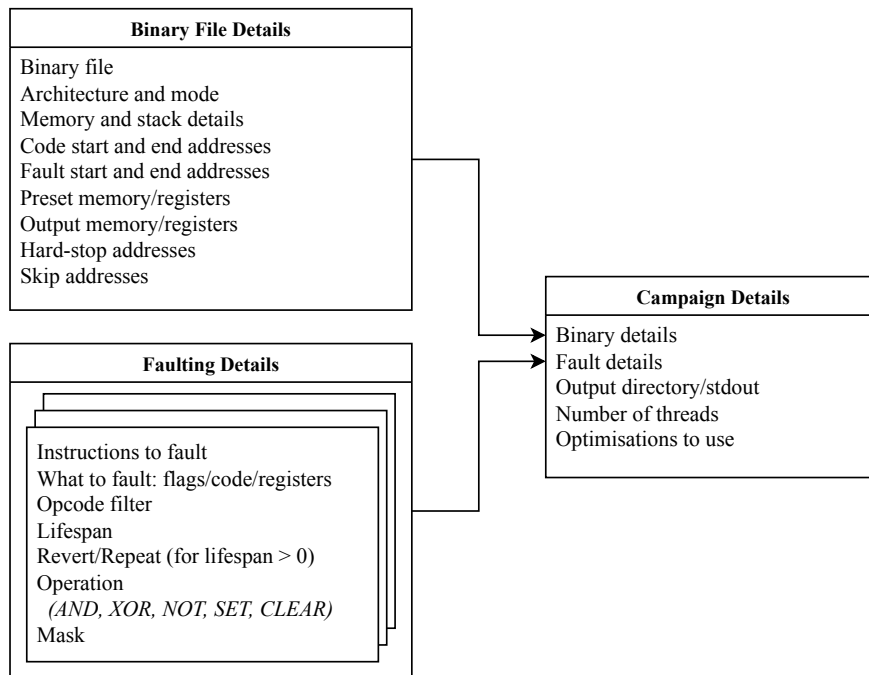 Binary File Details
Binary file
Architecture and mode
Memory and stack details
Code start and end addresses
Fault start and end addresses
Preset memory/registers
Output memory/registers
Hard-stop addresses
Skip addresses
Faulting Details
Instructions to fault
What to fault: flags/code/registers
Opcode filter
Lifespan
Revert/Repeat (for lifespan > 0)
Operation
(AND, XOR, NOT, SET, CLEAR)
Mask
Campaign Details
Binary details
Fault details
Output directory/stdout
Number of threads
Optimisations to use